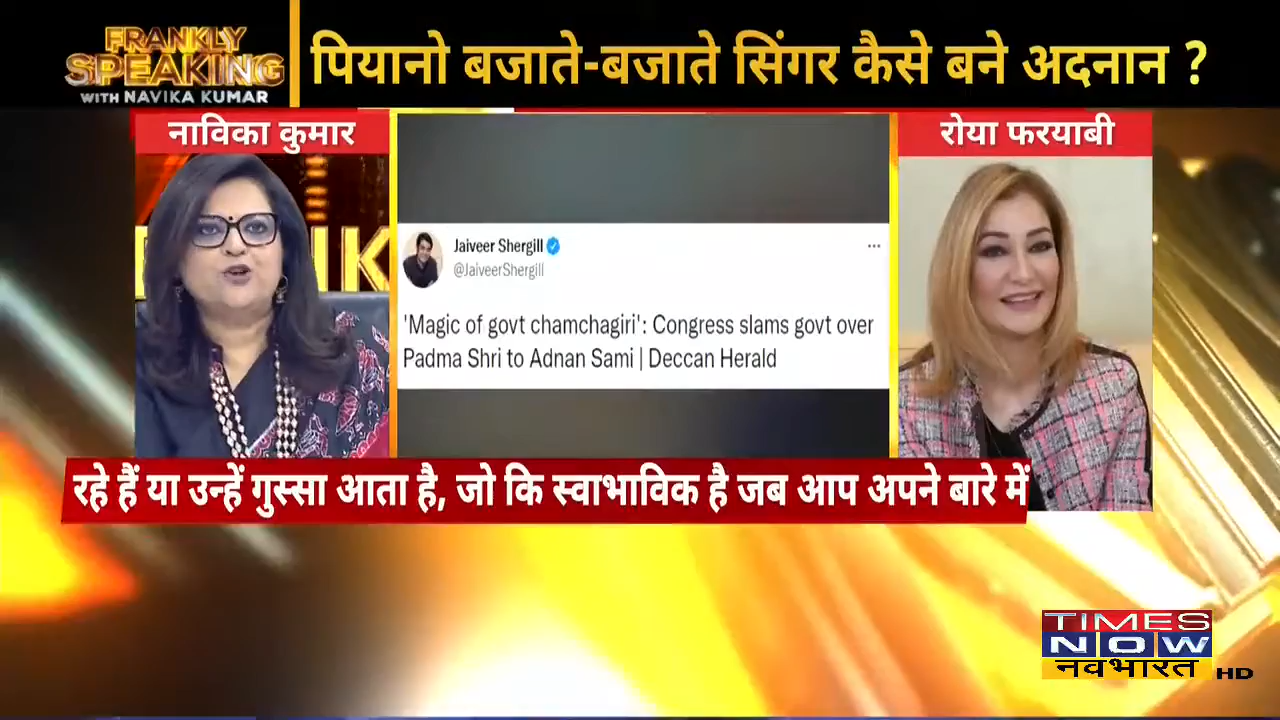 FRANKLY
SPEAKING
WITH NAVIKA KUMAR
पियानो बजाते-बजाते सिंगर कैसे बने अदनान ?
नाविका कुमार
रोया फरयाबी
Jaiveer Shergill
@JaiveerShergill
'Magic of govt chamchagiri': Congress slams govt over
Padma Shri to Adnan Sami | Deccan Herald
रहे हैं या उन्हें गुस्सा आता है, जो कि स्वाभाविक है जब आप अपने बारे में
TIMES
NOW
नवभारत HD